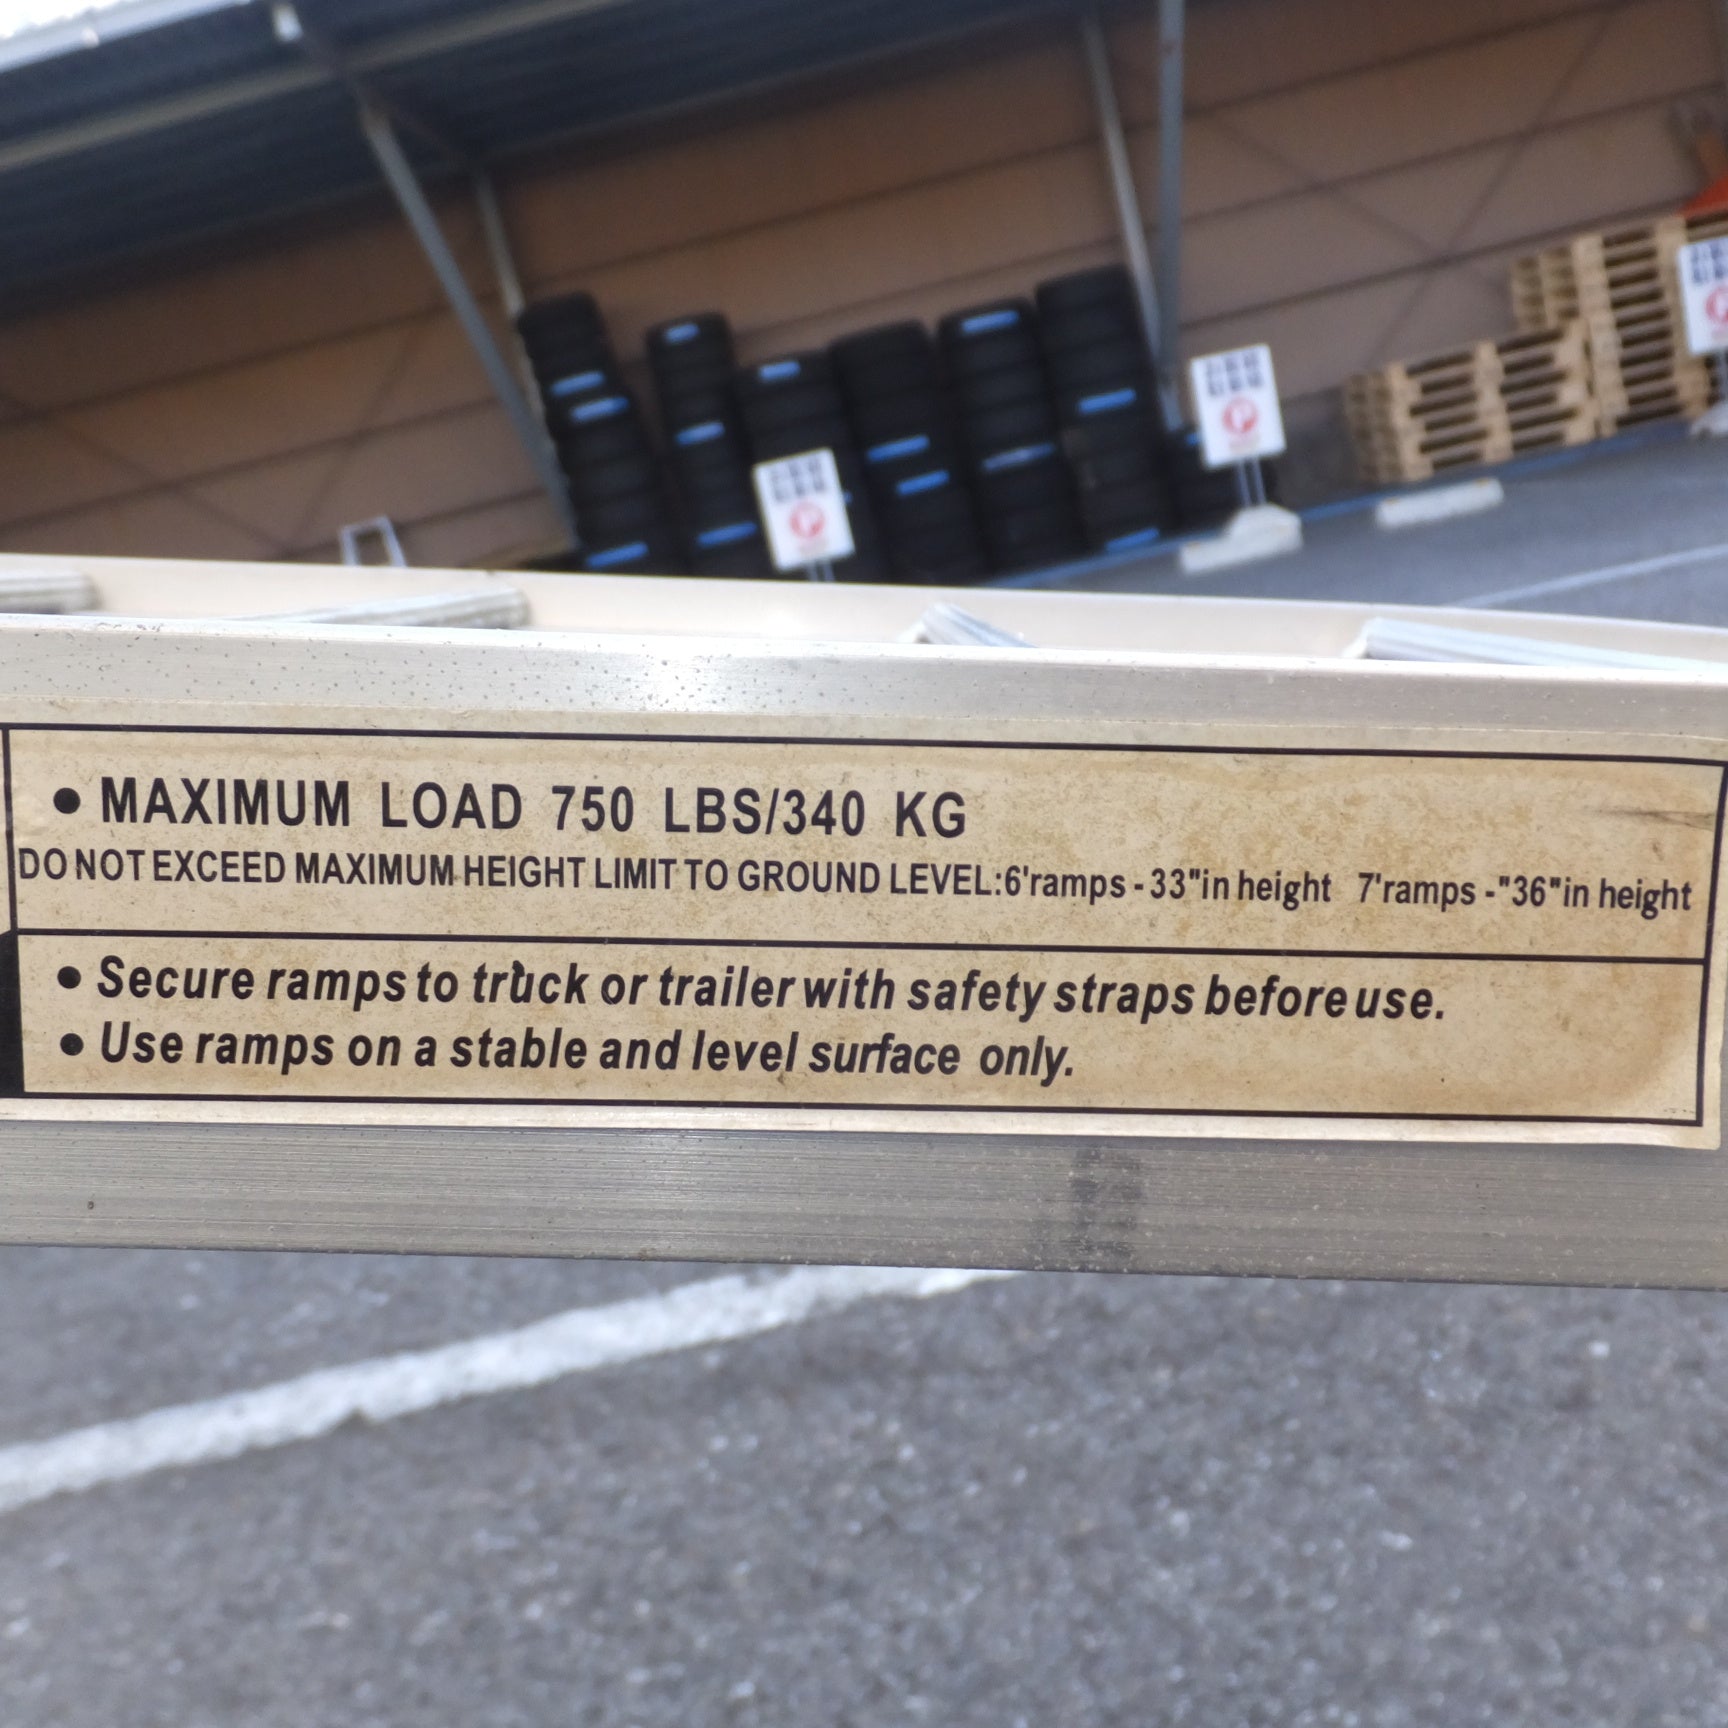 ● MAXIMUM LOAD 750 LBS/340 KG
DO NOT EXCEED MAXIMUM HEIGHT LIMIT TO GROUND LEVEL:6'ramps - 33"in height 7'ramps -"36"in height
● Secure ramps to truck or trailer with safety straps before use.
● Use ramps on a stable and level surface only.